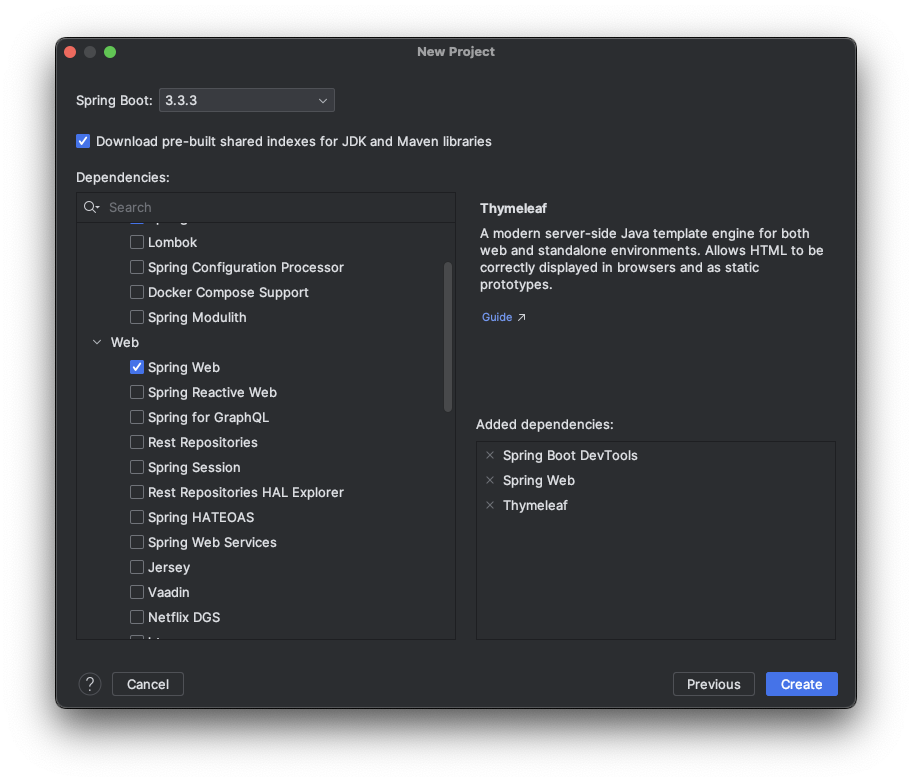 New Project
Spring Boot:
3.3.3
Download pre-built shared indexes for JDK and Maven libraries
Dependencies:
Search
Lombok
Spring Configuration Processor
Docker Compose Support
Spring Modulith
Web
Spring Web
Spring Reactive Web
Spring for GraphQL
Rest Repositories
Spring Session
Rest Repositories HAL Explorer
Spring HATEOAS
Spring Web Services
Jersey
Vaadin
Netflix DGS
Thymeleaf
A modern server-side Java template engine for both
web and standalone environments. Allows HTML to be
correctly displayed in browsers and as static
prototypes.
Guide ↗
Added dependencies:
× Spring Boot DevTools
× Spring Web
× Thymeleaf
?
Cancel
Previous
Create